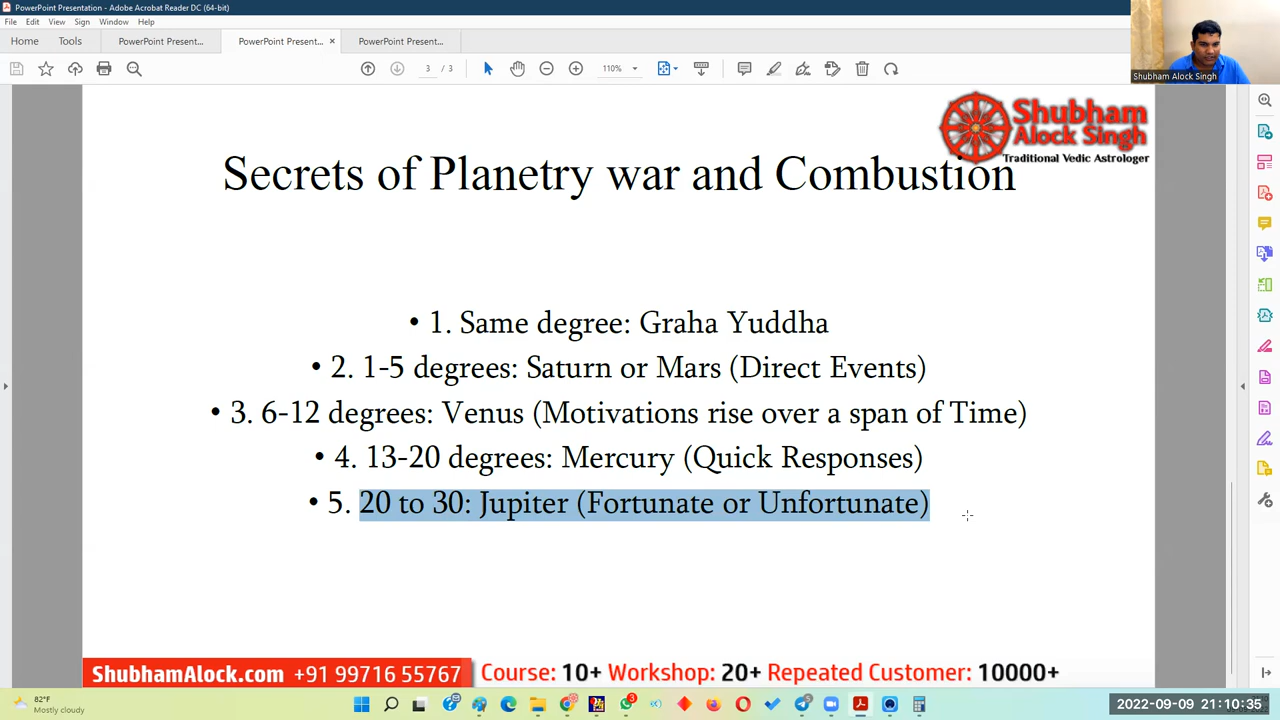 PowerPoint Presentation - Adobe Acrobat Reader DC (64-bit)
File Edit View Sign Window Help
Home Tools PowerPoint Present... PowerPoint Present... × PowerPoint Present...
3 / 3 110%
Shubham Alock Singh
Shubham
Alock Singh
Traditional Vedic Astrologer
Secrets of Planetry war and Combustion
• 1. Same degree: Graha Yuddha
• 2. 1-5 degrees: Saturn or Mars (Direct Events)
• 3. 6-12 degrees: Venus (Motivations rise over a span of Time)
• 4. 13-20 degrees: Mercury (Quick Responses)
• 5. 20 to 30: Jupiter (Fortunate or Unfortunate)
ShubhamAlock.com +91 99716 55767 Course: 10+ Workshop: 20+ Repeated Customer: 10000+
82°F
Mostly cloudy
3
2022-09-09 21:10:35